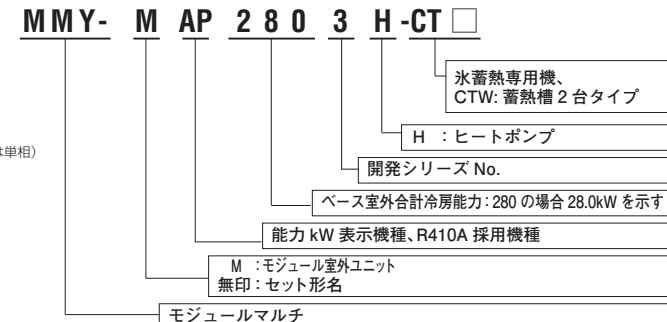 MMY- M AP 280 3 H -CT □
氷蓄熱専用機、
CTW: 蓄熱槽 2 台タイプ
H ：ヒートポンプ
は単相）
開発シリーズ No.
ベース室外合計冷房能力：280 の場合 28.0kW を示す
能力 kW 表示機種、R410A 採用機種
M ：モジュール室外ユニット
無印：セット形名
モジュールマルチ